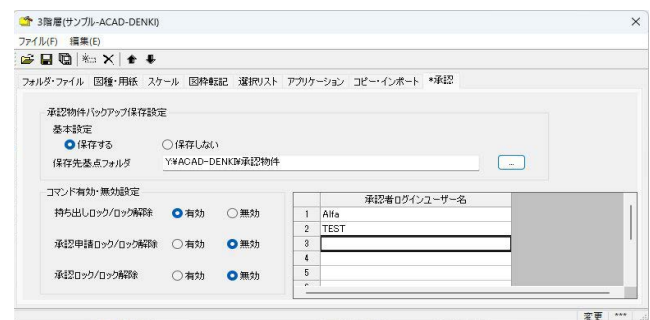 3階層(サンプル-ACAD-DENKI)
ファイル(F) 編集(E)
フォルダ・ファイル 図種・用紙 スケール 図枠転記 選択リスト アプリケーション コピー・インポート *承認
承認物件バックアップ保存設定
基本設定
保存する 保存しない
保存先基点フォルダ Y:¥ACAD-DENKI¥承認物件 ...
コマンド有効・無効設定
持ち出しロック/ロック解除 有効 無効
承認申請ロック/ロック解除 有効 無効
承認ロック/ロック解除 有効 無効
承認者ログインユーザー名
1 Alfa
2 TEST
3
4
5
変更 ***